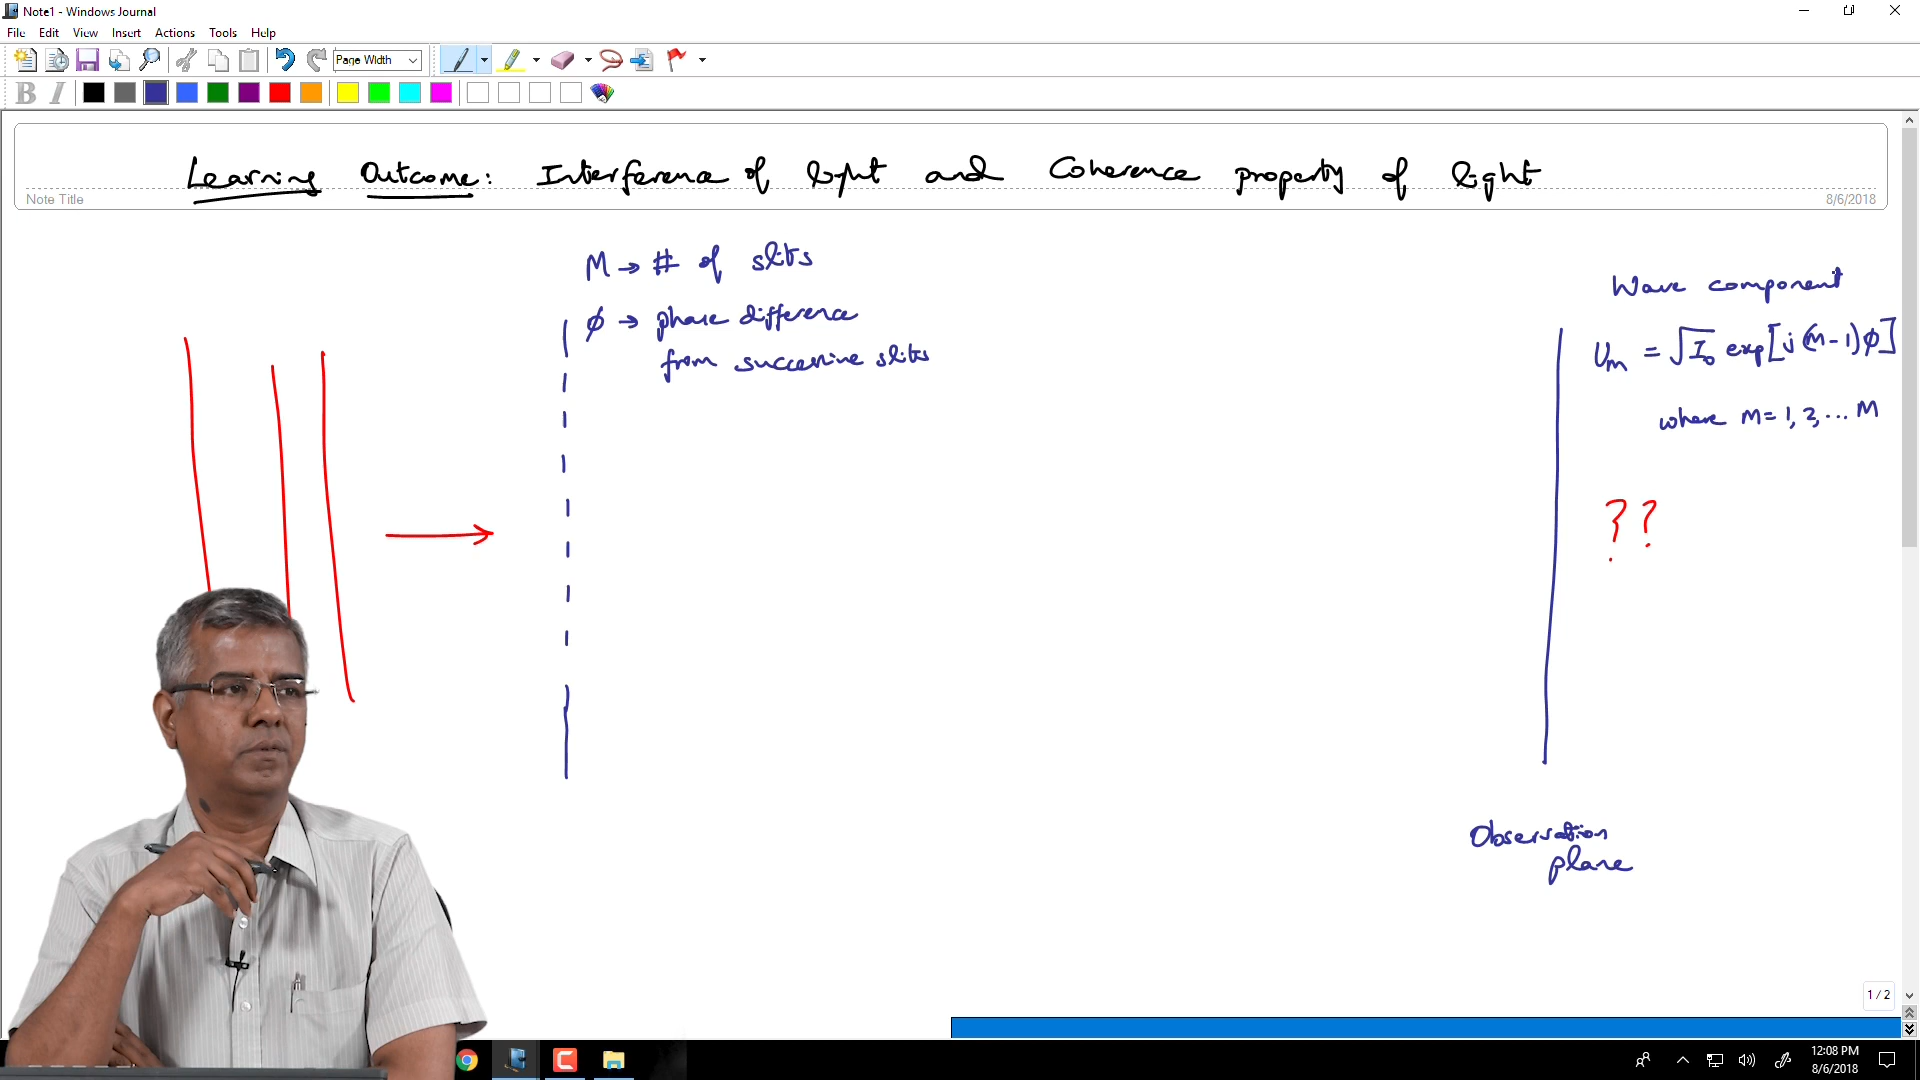 Note1 - Windows Journal
File Edit View Insert Actions Tools Help
Page Width
B I
Learning Outcome: Interference of light and Coherence property of light
Note Title
8/6/2018
M → # of slits
ϕ → phase difference
from successive slits
Wave component
U_m = √I_0 exp[j(m-1)ϕ]
where m = 1, 2, ... M
??
Observation
plane
1 / 2
12:08 PM
8/6/2018